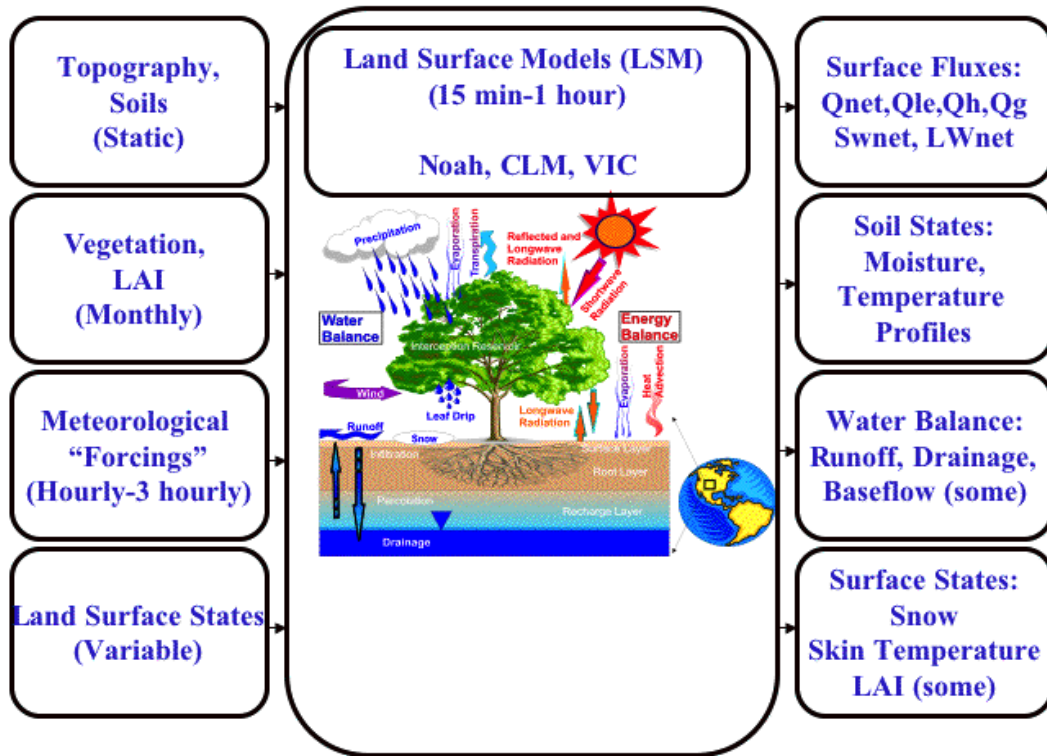 Topography,
Soils
(Static)
Vegetation,
LAI
(Monthly)
Meteorological
“Forcings”
(Hourly-3 hourly)
Land Surface States
(Variable)
Land Surface Models (LSM)
(15 min-1 hour)
Noah, CLM, VIC
Precipitation
Evaporation
Transpiration
Reflected and
Longwave
Radiation
Shortwave
Radiation
Water
Balance
Energy
Balance
Interception Reservoir
Wind
Leaf Drip
Longwave
Radiation
Evaporation
Heat
Advection
Runoff
Snow
Infiltration
Surface Layer
Root Layer
Percolation
Recharge Layer
Drainage
Surface Fluxes:
Qnet,Qle,Qh,Qg
Swnet, LWnet
Soil States:
Moisture,
Temperature
Profiles
Water Balance:
Runoff, Drainage,
Baseflow (some)
Surface States:
Snow
Skin Temperature
LAI (some)